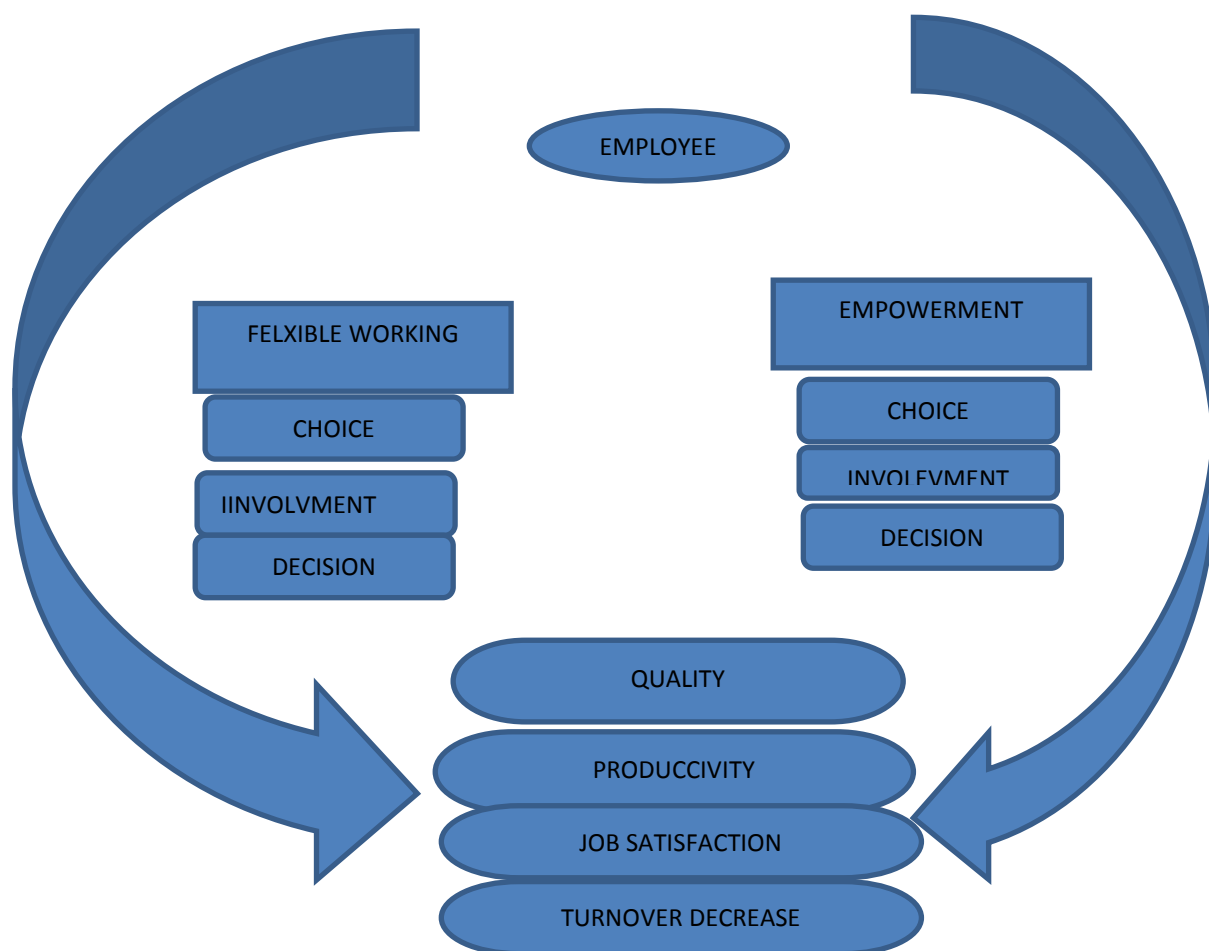 EMPLOYEE
FELXIBLE WORKING
CHOICE
IINVOLVMENT
DECISION
EMPOWERMENT
CHOICE
INVOLEVMENT
DECISION
QUALITY
PRODUCCIVITY
JOB SATISFACTION
TURNOVER DECREASE